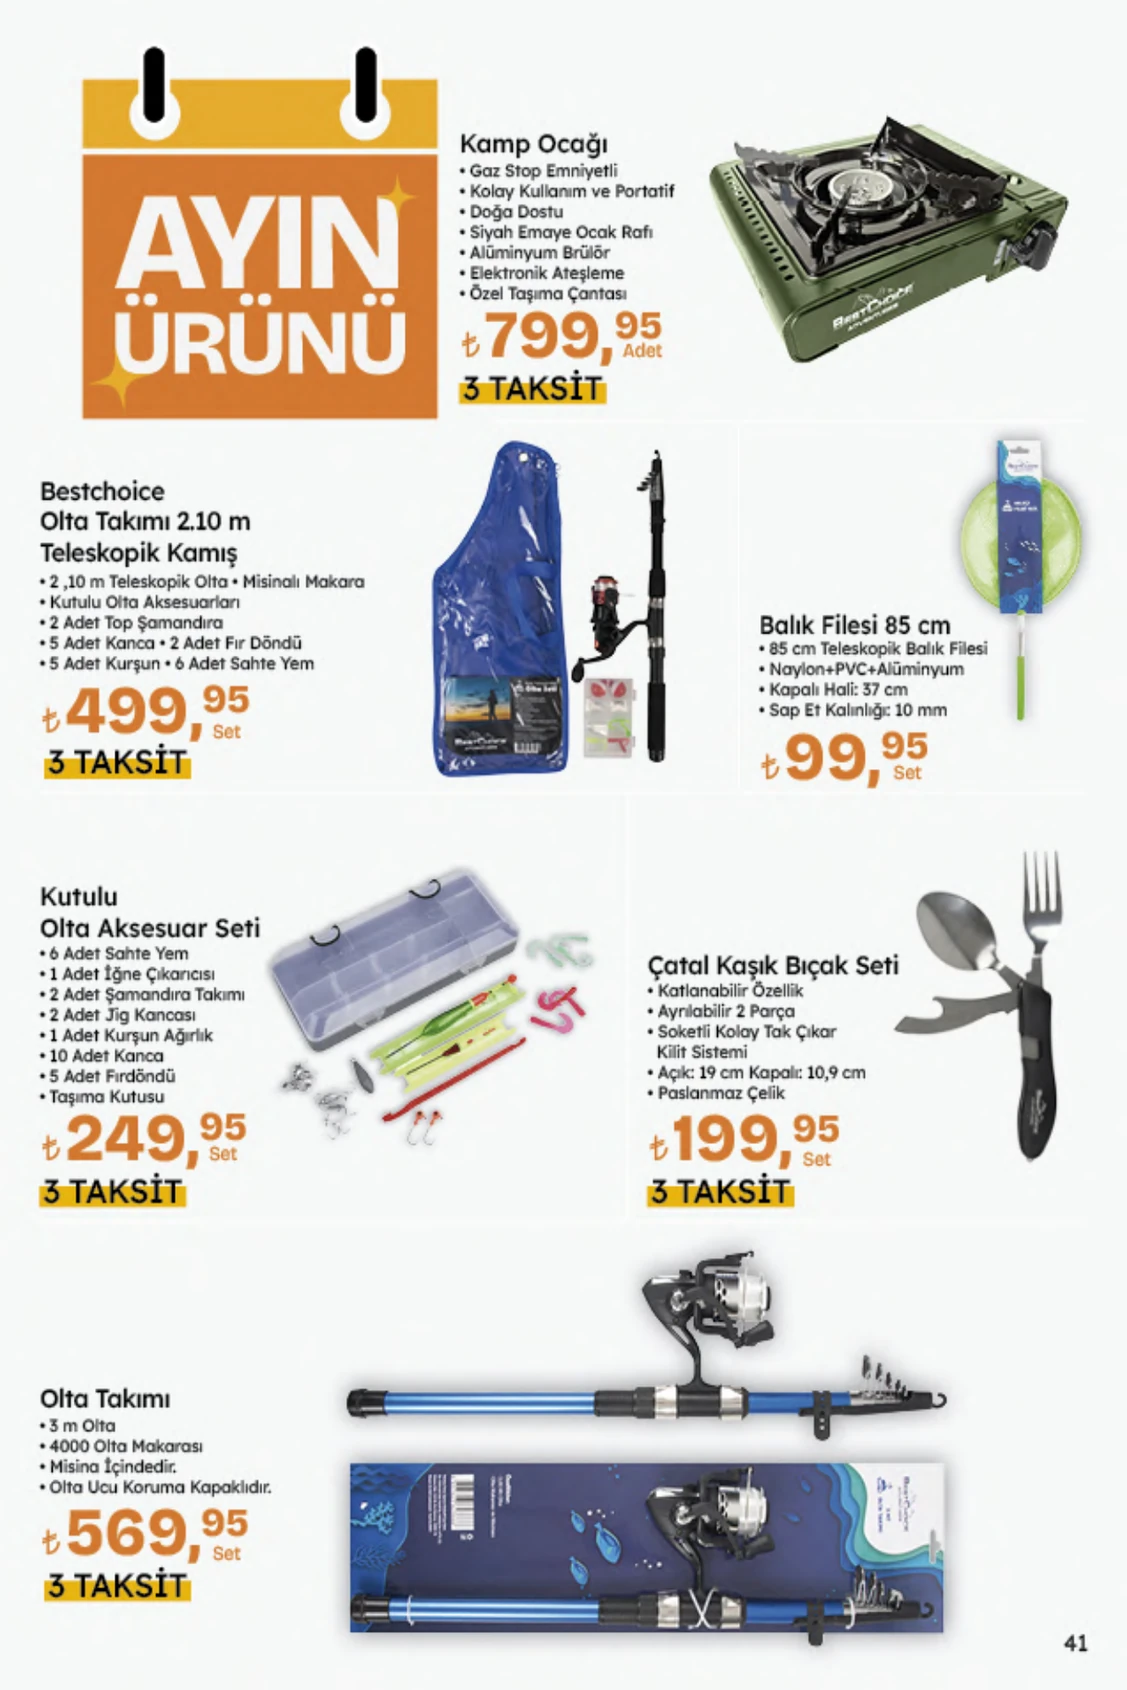 AYIN
ÜRÜNÜ
Kamp Ocağı
• Gaz Stop Emniyetli
• Kolay Kullanım ve Portatif
• Doğa Dostu
• Siyah Emaye Ocak Rafı
• Alüminyum Brülör
• Elektronik Ateşleme
• Özel Taşıma Çantası
₺799,95
Adet
3 TAKSİT
BESTCHOICE
ADVENTURES
Bestchoice
Olta Takımı 2.10 m
Teleskopik Kamış
• 2 ,10 m Teleskopik Olta • Misinalı Makara
• Kutulu Olta Aksesuarları
• 2 Adet Top Şamandıra
• 5 Adet Kanca • 2 Adet Fır Döndü
• 5 Adet Kurşun • 6 Adet Sahte Yem
₺499,95
Set
3 TAKSİT
Olta Seti
BESTCHOICE
Balık Filesi 85 cm
• 85 cm Teleskopik Balık Filesi
• Naylon+PVC+Alüminyum
• Kapalı Hali: 37 cm
• Sap Et Kalınlığı: 10 mm
₺99,95
Set
Kutulu
Olta Aksesuar Seti
• 6 Adet Sahte Yem
• 1 Adet İğne Çıkarıcısı
• 2 Adet Şamandıra Takımı
• 2 Adet Jig Kancası
• 1 Adet Kurşun Ağırlık
• 10 Adet Kanca
• 5 Adet Fırdöndü
• Taşıma Kutusu
₺249,95
Set
3 TAKSİT
Çatal Kaşık Bıçak Seti
• Katlanabilir Özellik
• Ayrılabilir 2 Parça
• Soketli Kolay Tak Çıkar
Kilit Sistemi
• Açık: 19 cm Kapalı: 10,9 cm
• Paslanmaz Çelik
₺199,95
Set
3 TAKSİT
BESTCHOICE
Olta Takımı
• 3 m Olta
• 4000 Olta Makarası
• Misina İçindedir.
• Olta Ucu Koruma Kapaklıdır.
₺569,95
Set
3 TAKSİT
BESTCHOICE
41